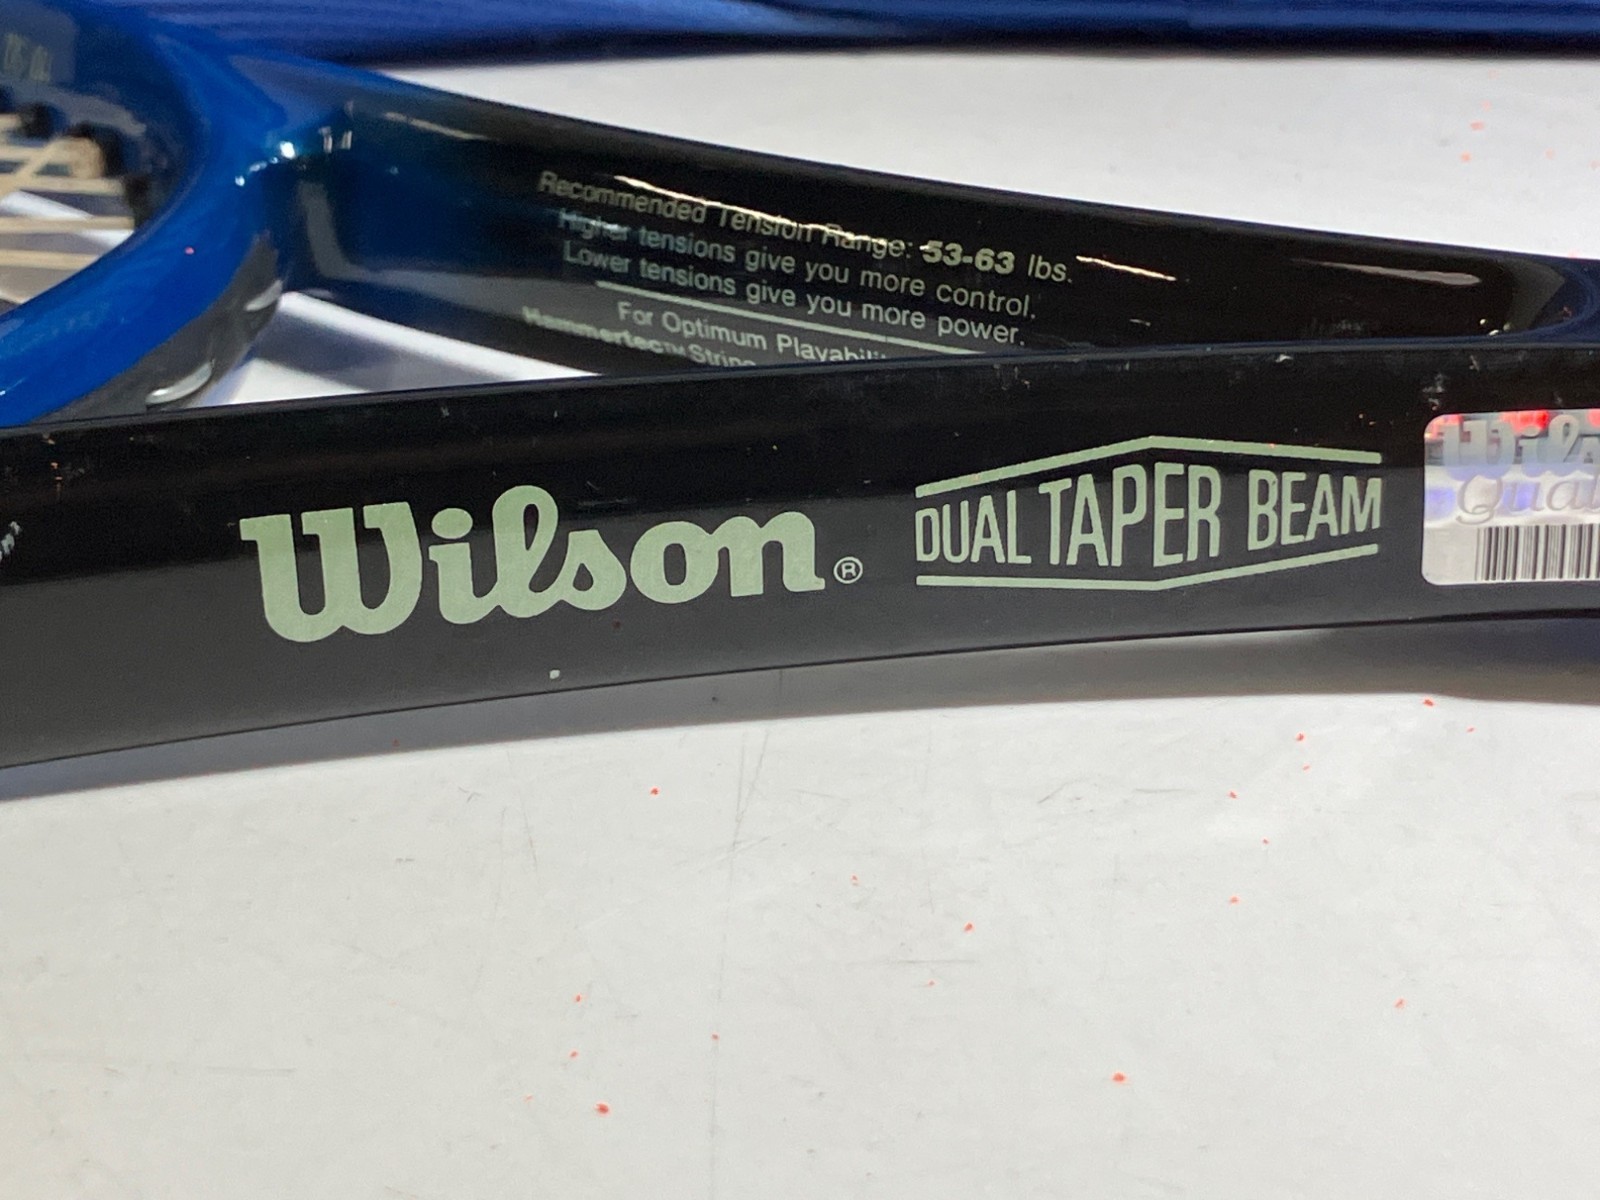 Recommended Tension Range: 53-63 lbs.
Higher tensions give you more control.
Lower tensions give you more power.
For Optimum
Hammertec™
Wilson®
DUAL TAPER BEAM